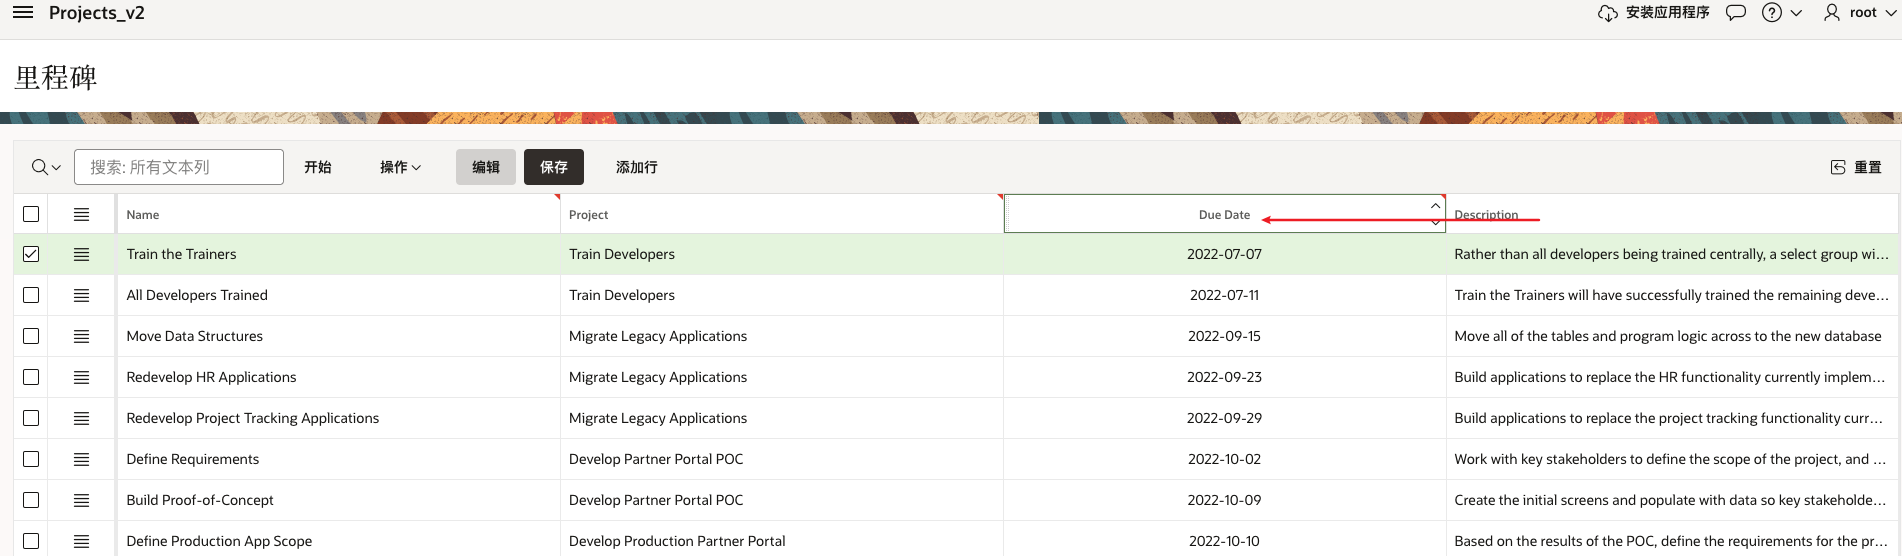 Projects_v2 安装应用程序 root
里程碑
搜索: 所有文本列 开始 操作 编辑 保存 添加行 重置
Name Project Due Date Description
Train the Trainers Train Developers 2022-07-07 Rather than all developers being trained centrally, a select group wi...
All Developers Trained Train Developers 2022-07-11 Train the Trainers will have successfully trained the remaining deve...
Move Data Structures Migrate Legacy Applications 2022-09-15 Move all of the tables and program logic across to the new database
Redevelop HR Applications Migrate Legacy Applications 2022-09-23 Build applications to replace the HR functionality currently implem...
Redevelop Project Tracking Applications Migrate Legacy Applications 2022-09-29 Build applications to replace the project tracking functionality curr...
Define Requirements Develop Partner Portal POC 2022-10-02 Work with key stakeholders to define the scope of the project, and ...
Build Proof-of-Concept Develop Partner Portal POC 2022-10-09 Create the initial screens and populate with data so key stakeholde...
Define Production App Scope Develop Production Partner Portal 2022-10-10 Based on the results of the POC, define the requirements for the pr...